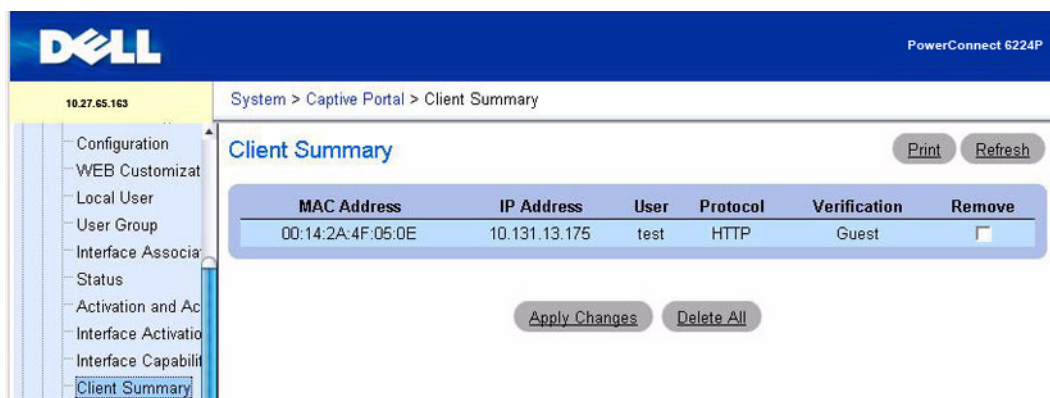 DELL
PowerConnect 6224P
10.27.65.163
System > Captive Portal > Client Summary
Configuration
WEB Customizat
Local User
User Group
Interface Associa
Status
Activation and Ac
Interface Activatio
Interface Capabilit
Client Summary
Client Summary
Print Refresh
MAC Address IP Address User Protocol Verification Remove
00:14:2A:4F:05:0E 10.131.13.175 test HTTP Guest
Apply Changes Delete All